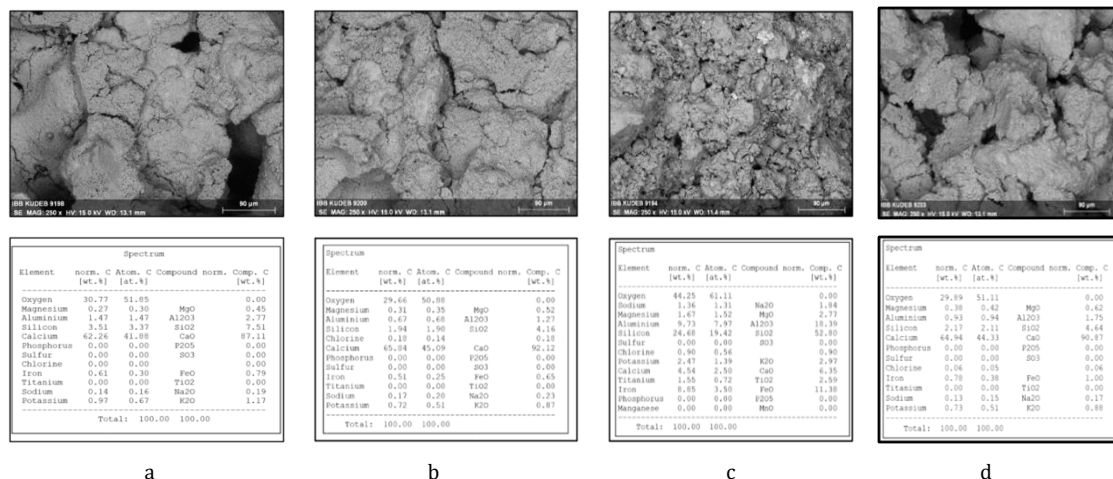 IBB KUDEB 9198
SE MAG: 250 x HV: 15.0 kV WD: 13.1 mm
90 µm
IBB KUDEB 9209
SE MAG: 250 x HV: 15.0 kV WD: 13.1 mm
90 µm
IBB KUDEB 9194
SE MAG: 250 x HV: 15.0 kV WD: 11.4 mm
90 µm
IBB KUDEB 9203
SE MAG: 250 x HV: 15.0 kV WD: 13.1 mm
90 µm
Spectrum
Element norm. C Atom. C Compound norm. Comp. C
[wt.%] [at.%] [wt.%]
Oxygen 30.77 51.85 0.00
Magnesium 0.27 0.30 MgO 0.45
Aluminium 1.47 1.47 Al2O3 2.77
Silicon 3.51 3.37 SiO2 7.51
Calcium 62.26 41.88 CaO 87.11
Phosphorus 0.00 0.00 P2O5 0.00
Sulfur 0.00 0.00 SO3 0.00
Chlorine 0.00 0.00 0.00
Iron 0.61 0.30 FeO 0.79
Titanium 0.00 0.00 TiO2 0.00
Sodium 0.14 0.16 Na2O 0.19
Potassium 0.97 0.67 K2O 1.17
Total: 100.00 100.00
Spectrum
Element norm. C Atom. C Compound norm. Comp. C
[wt.%] [at.%] [wt.%]
Oxygen 29.66 50.88 0.00
Magnesium 0.31 0.35 MgO 0.52
Aluminium 0.67 0.68 Al2O3 1.27
Silicon 1.94 1.90 SiO2 4.16
Chlorine 0.18 0.14 0.18
Calcium 65.84 45.09 CaO 92.12
Phosphorus 0.00 0.00 P2O5 0.00
Sulfur 0.00 0.00 SO3 0.00
Iron 0.51 0.25 FeO 0.65
Titanium 0.00 0.00 TiO2 0.00
Sodium 0.17 0.20 Na2O 0.23
Potassium 0.72 0.51 K2O 0.87
Total: 100.00 100.00
Spectrum
Element norm. C Atom. C Compound norm. Comp. C
[wt.%] [at.%] [wt.%]
Oxygen 44.25 61.11 0.00
Sodium 1.36 1.31 Na2O 1.84
Magnesium 1.67 1.52 MgO 2.77
Aluminium 9.73 7.97 Al2O3 18.39
Silicon 24.68 19.42 SiO2 52.80
Sulfur 0.00 0.00 SO3 0.00
Chlorine 0.90 0.56 0.90
Potassium 2.47 1.39 K2O 2.97
Calcium 4.54 2.50 CaO 6.35
Titanium 1.55 0.72 TiO2 2.59
Iron 8.85 3.50 FeO 11.38
Phosphorus 0.00 0.00 P2O5 0.00
Manganese 0.00 0.00 MnO 0.00
Total: 100.00 100.00
Spectrum
Element norm. C Atom. C Compound norm. Comp. C
[wt.%] [at.%] [wt.%]
Oxygen 29.89 51.11 0.00
Magnesium 0.38 0.42 MgO 0.62
Aluminium 0.93 0.94 Al2O3 1.75
Silicon 2.17 2.11 SiO2 4.64
Calcium 64.94 44.33 CaO 90.87
Phosphorus 0.00 0.00 P2O5 0.00
Sulfur 0.00 0.00 SO3 0.00
Chlorine 0.06 0.05 0.06
Iron 0.78 0.38 FeO 1.00
Titanium 0.00 0.00 TiO2 0.00
Sodium 0.13 0.15 Na2O 0.17
Potassium 0.73 0.51 K2O 0.88
Total: 100.00 100.00
a b c d